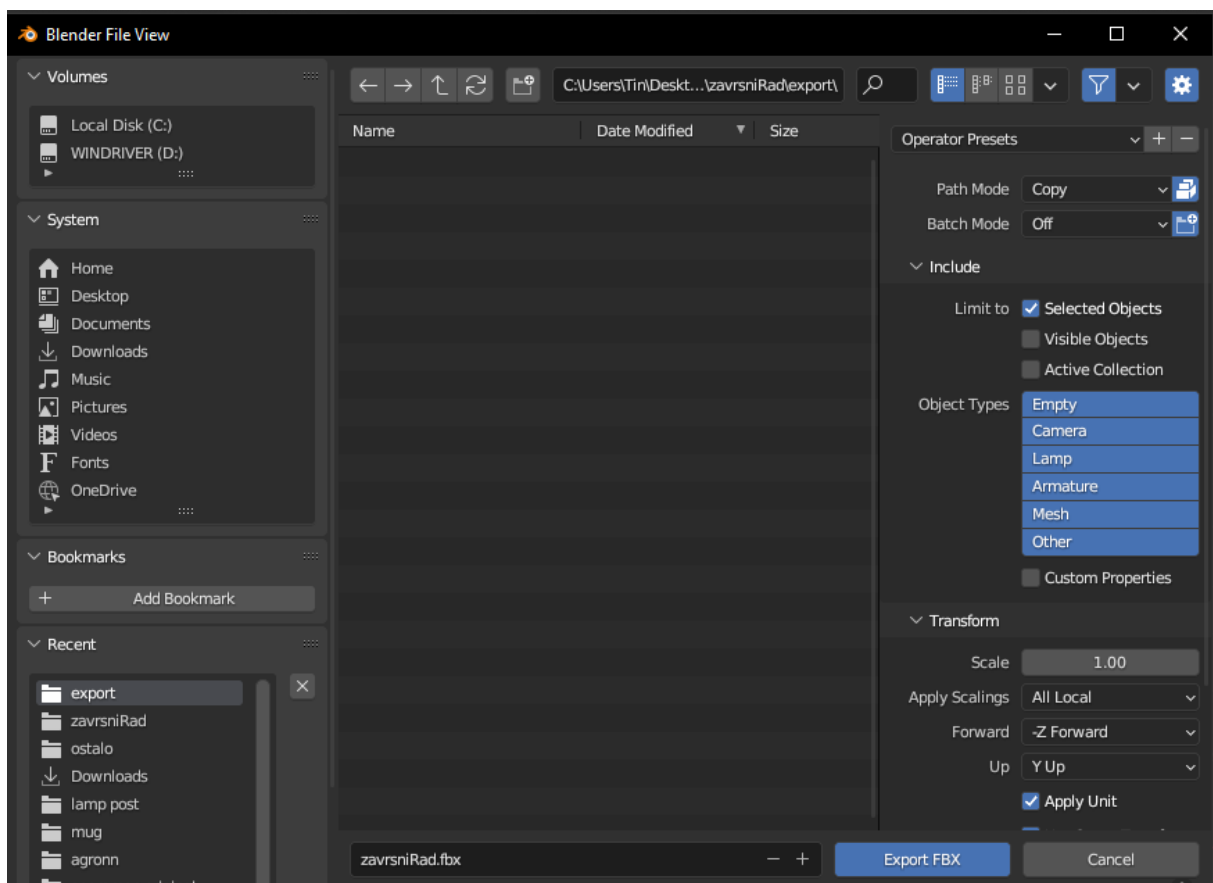 Blender File View
Volumes
Local Disk (C:)
WINDRIVER (D:)
System
Home
Desktop
Documents
Downloads
Music
Pictures
Videos
Fonts
OneDrive
Bookmarks
Add Bookmark
Recent
export
zavrsniRad
ostalo
Downloads
lamp post
mug
agronn
C:\Users\Tin\Deskt...\zavrsniRad\export\
Name Date Modified Size
zavrsniRad.fbx
Operator Presets
Path Mode Copy
Batch Mode Off
Include
Limit to Selected Objects
Visible Objects
Active Collection
Object Types Empty
Camera
Lamp
Armature
Mesh
Other
Custom Properties
Transform
Scale 1.00
Apply Scalings All Local
Forward -Z Forward
Up Y Up
Apply Unit
Export FBX Cancel